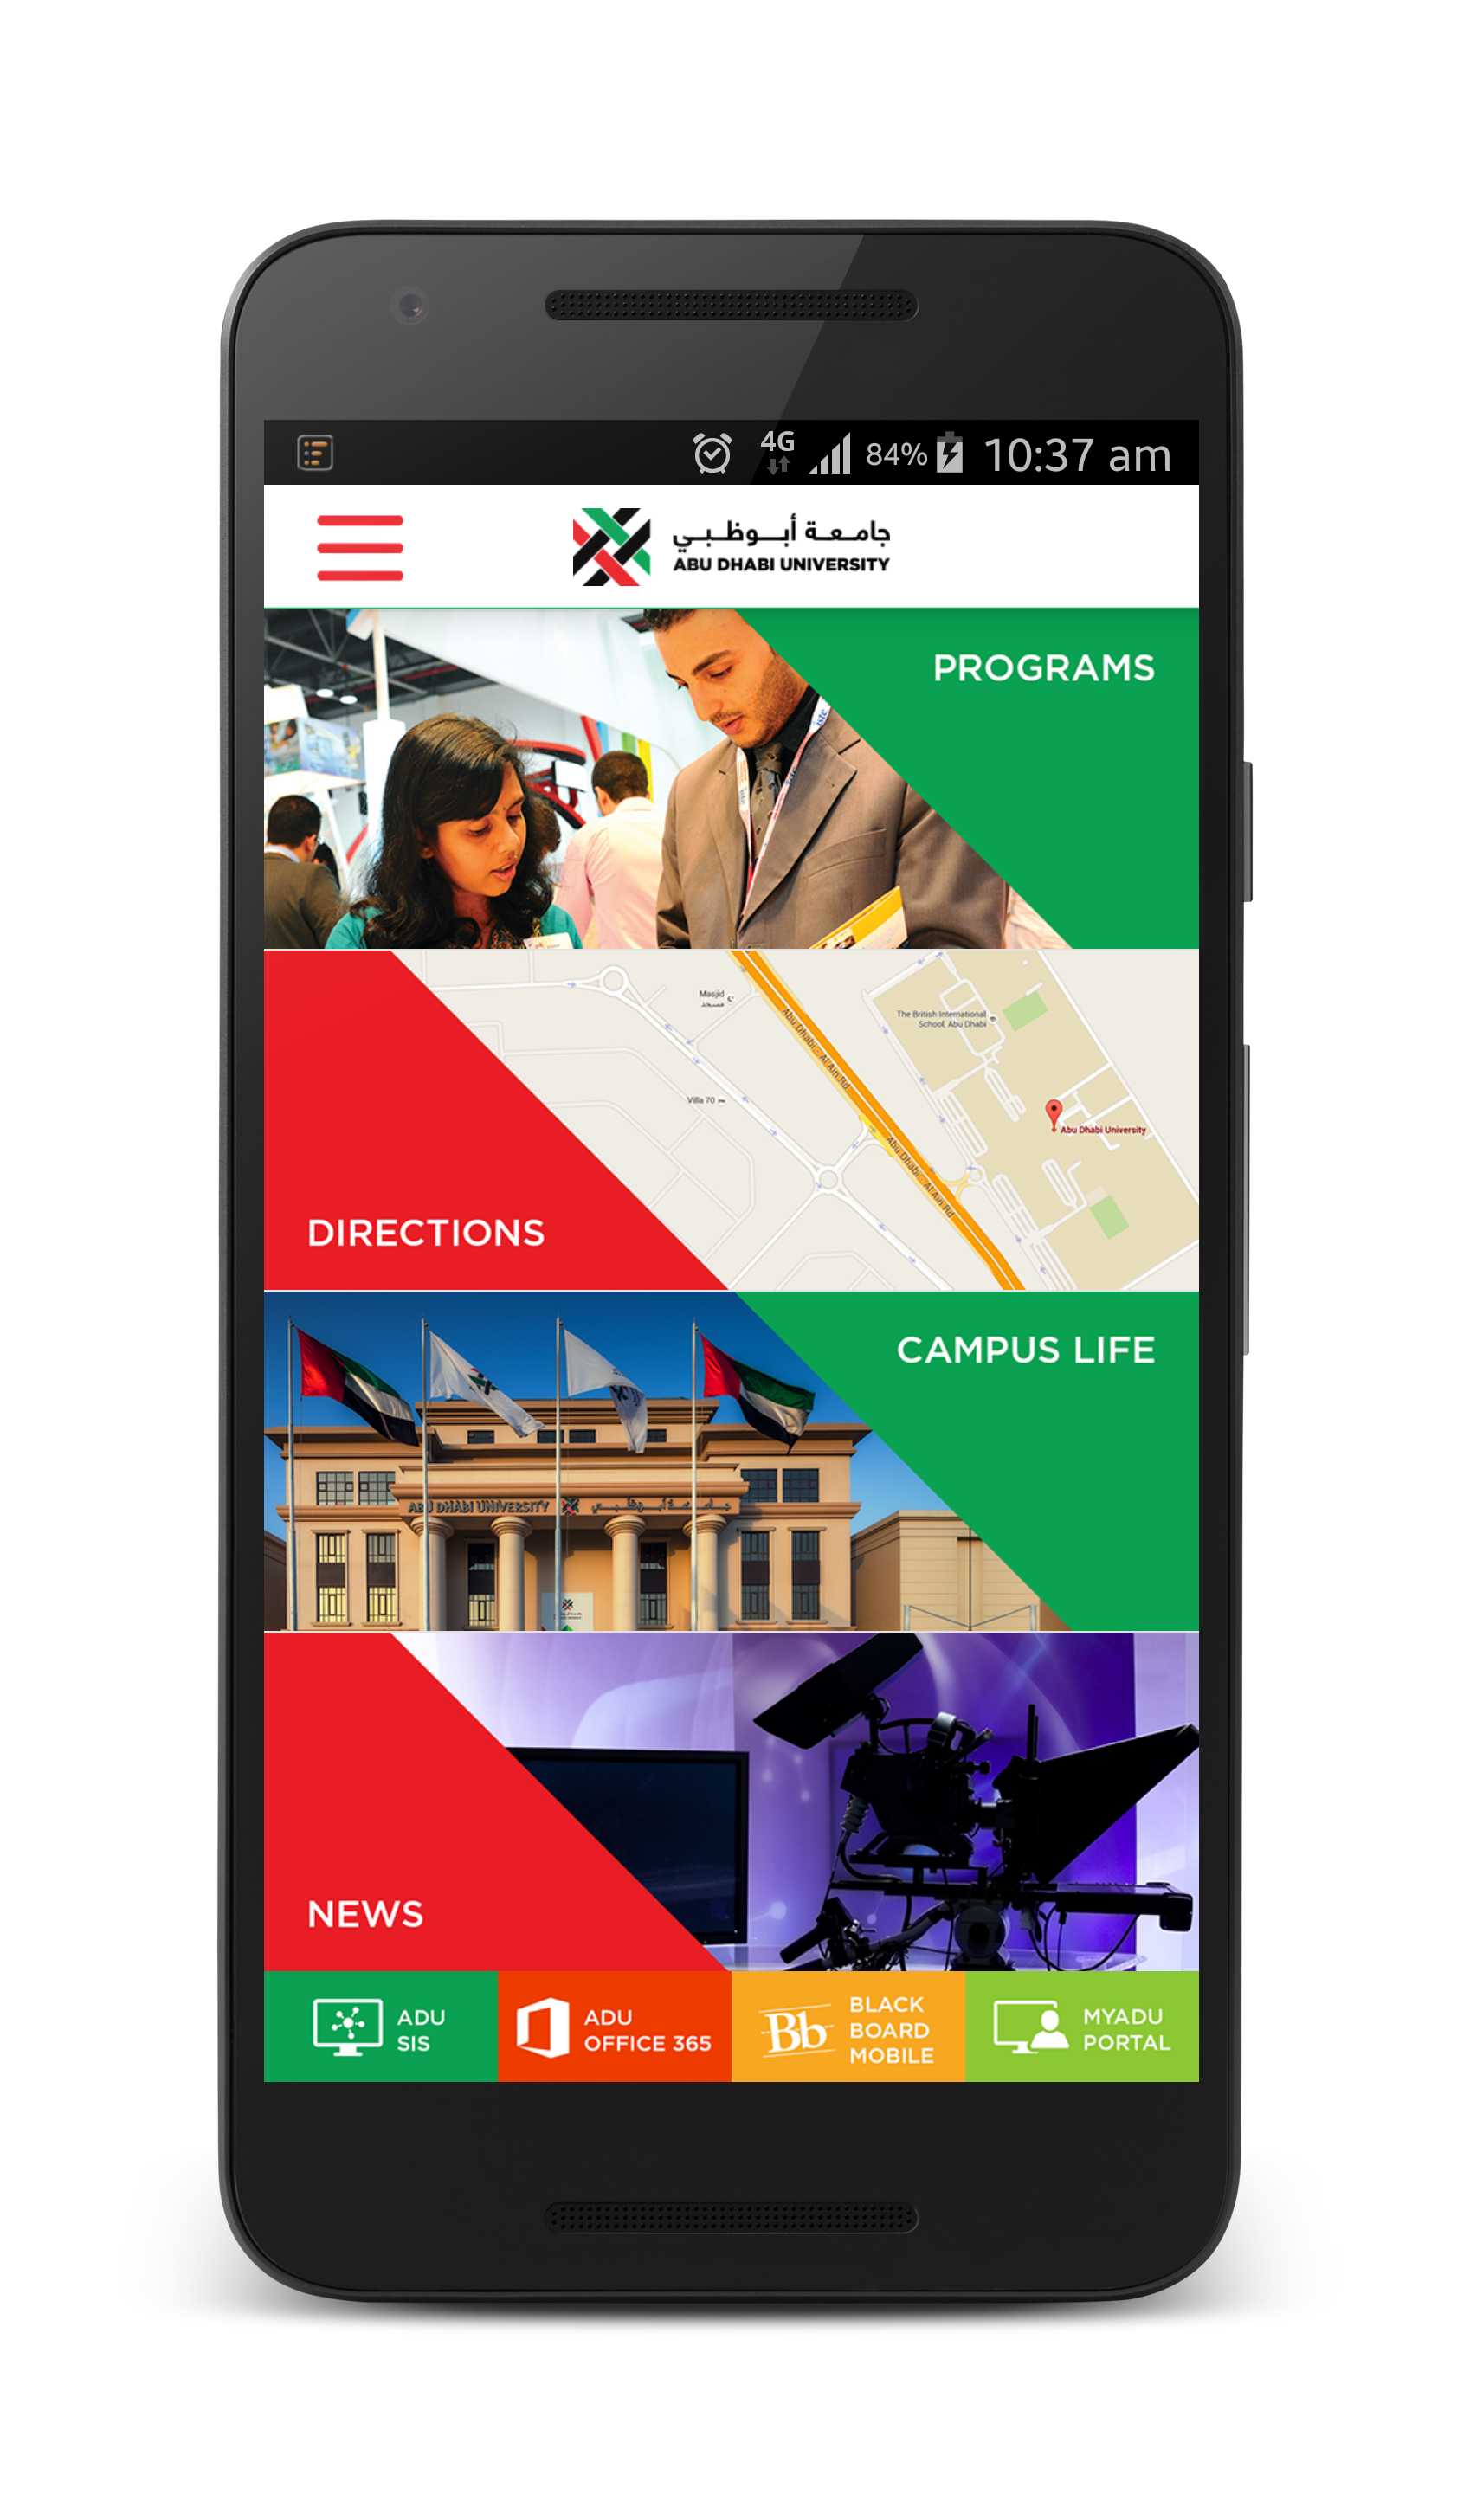 4G 84% 10:37 am
جامعة أبوظبي
ABU DHABI UNIVERSITY
PROGRAMS
Masjid
مسجد
The British International
School, Abu Dhabi
Abu Dhabi - Al Ain Rd
Villa 70
Abu Dhabi University
Abu Dhabi - Al Ain Rd
DIRECTIONS
CAMPUS LIFE
ABU DHABI UNIVERSITY جامعة أبوظبي
NEWS
ADU
SIS
ADU
OFFICE 365
Bb
BLACK
BOARD
MOBILE
MYADU
PORTAL